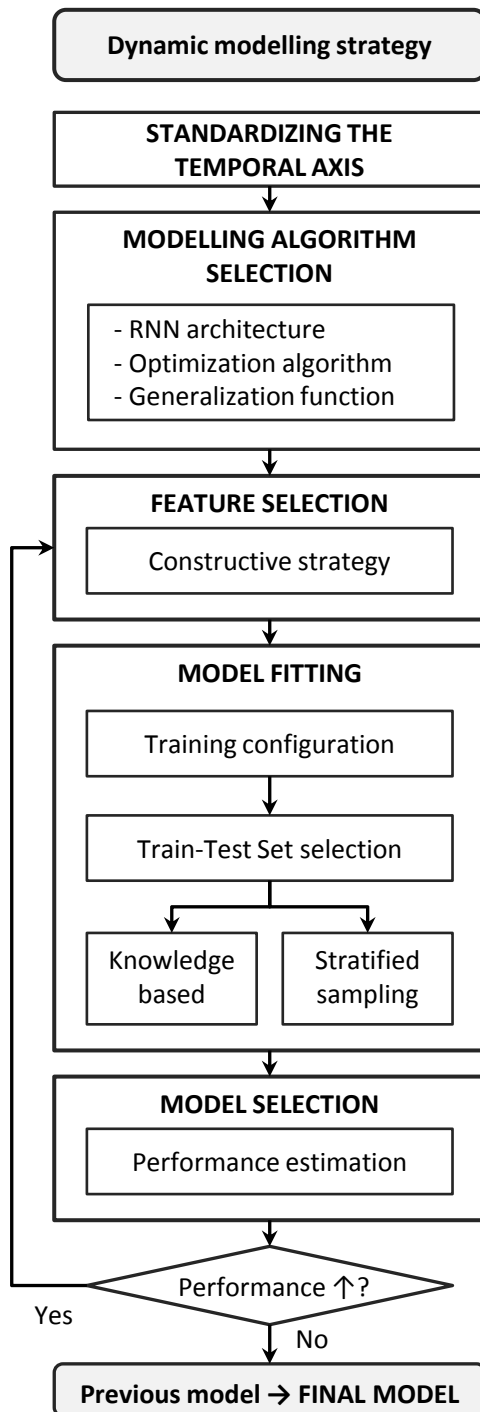 Dynamic modelling strategy
STANDARDIZING THE
TEMPORAL AXIS
MODELLING ALGORITHM
SELECTION
- RNN architecture
- Optimization algorithm
- Generalization function
FEATURE SELECTION
Constructive strategy
MODEL FITTING
Training configuration
Train-Test Set selection
Knowledge
based
Stratified
sampling
MODEL SELECTION
Performance estimation
Performance ↑?
Yes
No
Previous model → FINAL MODEL